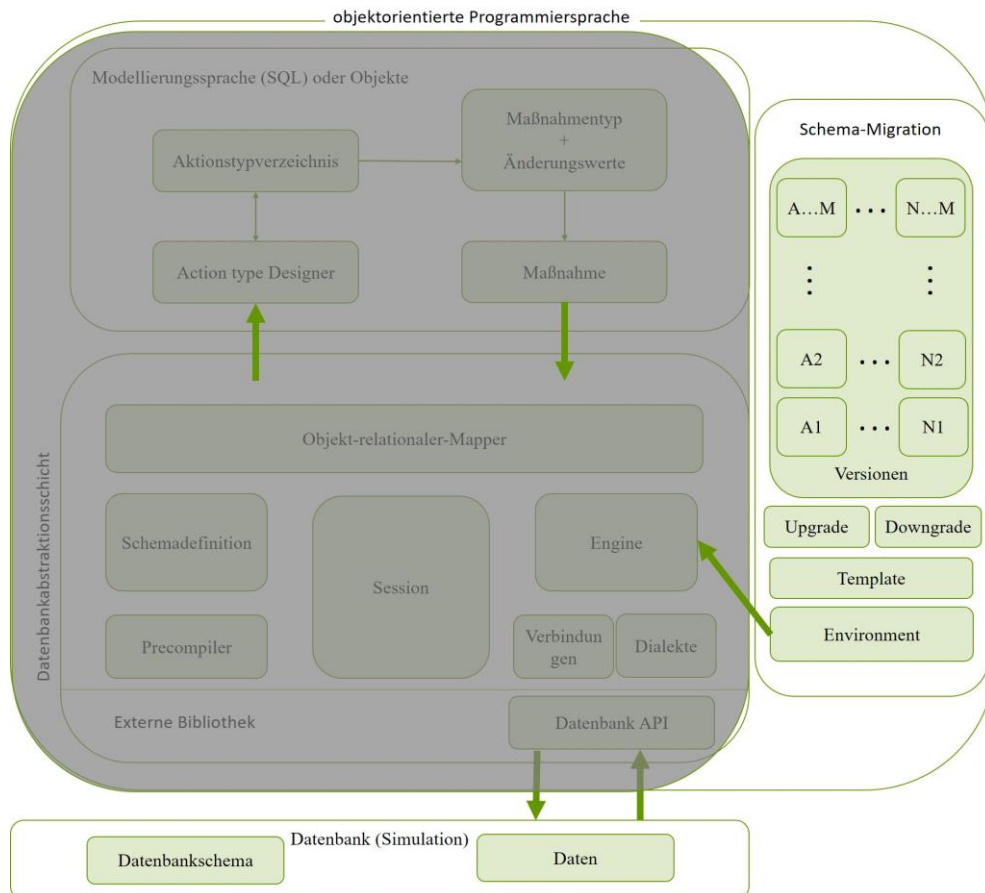 objektorientierte Programmiersprache
Modellierungssprache (SQL) oder Objekte
Aktionstypverzeichnis
Maßnahmentyp
+
Änderungswerte
Action type Designer
Maßnahme
Datenbankabstraktionsschicht
Objekt-relationaler-Mapper
Schemadefinition
Session
Engine
Precompiler
Verbindun
gen
Dialekte
Externe Bibliothek
Datenbank API
Schema-Migration
A…M … N…M
A2 … N2
A1 … N1
Versionen
Upgrade
Downgrade
Template
Environment
Datenbank (Simulation)
Datenbankschema
Daten